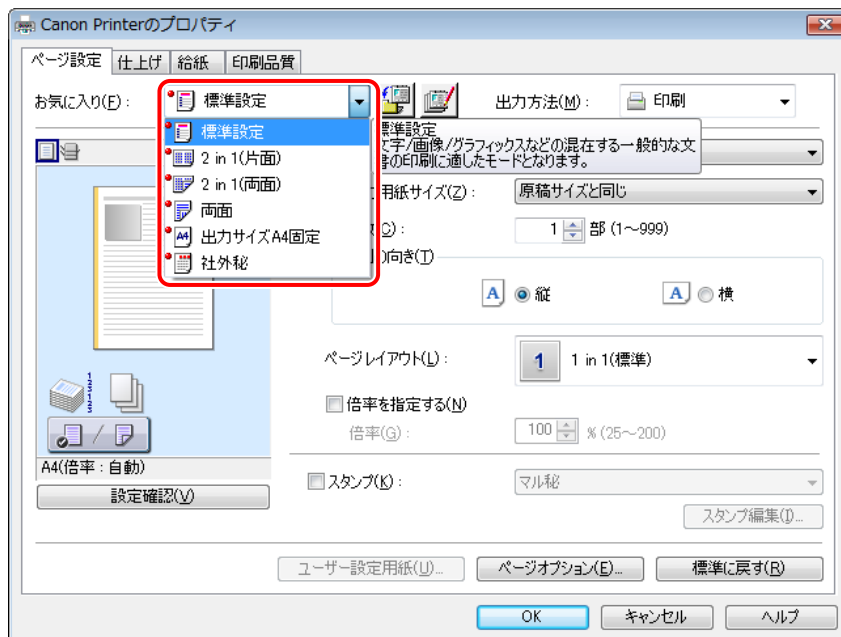 Canon Printerのプロパティ
ページ設定 仕上げ 給紙 印刷品質
お気に入り(F): 標準設定 出力方法(M): 印刷
標準設定
2 in 1(片面)
2 in 1(両面)
両面
出力サイズA4固定
社外秘
標準設定
文字/画像/グラフィックスなどの混在する一般的な文
書の印刷に適したモードとなります。
用紙サイズ(Z): 原稿サイズと同じ
(C): 1 部 (1～999)
の向き(T)
A 縦 A 横
ページレイアウト(L): 1 1 in 1(標準)
倍率を指定する(N)
倍率(G): 100 % (25～200)
1 2 3 1 2 3
A4(倍率：自動)
設定確認(V)
スタンプ(K): マル秘
スタンプ編集(I)...
ユーザー設定用紙(U)... ページオプション(E)... 標準に戻す(R)
OK キャンセル ヘルプ